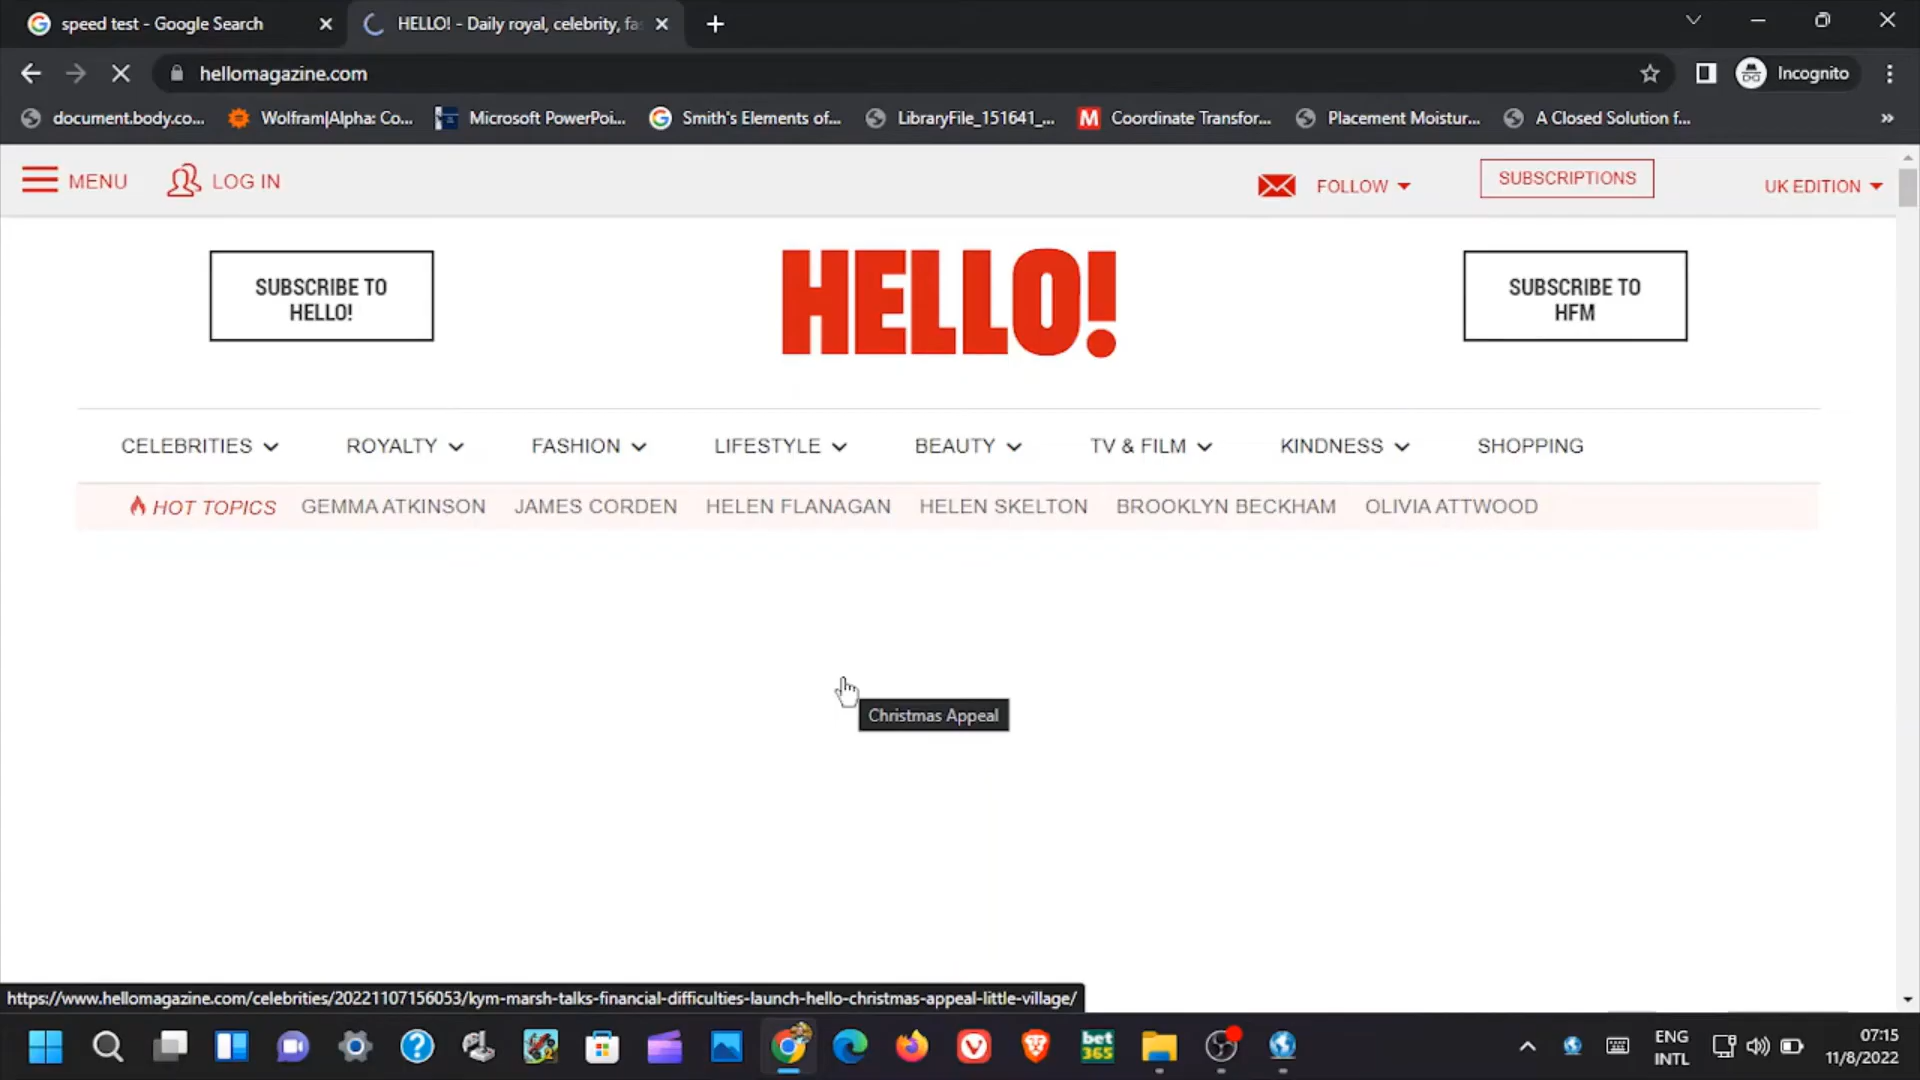 speed test - Google Search
HELLO! - Daily royal, celebrity, fa
hellomagazine.com
Incognito
document.body.co...
Wolfram|Alpha: Co...
Microsoft PowerPoi...
Smith's Elements of...
LibraryFile_151641_...
Coordinate Transfor...
Placement Moistur...
A Closed Solution f...
MENU
LOG IN
FOLLOW
SUBSCRIPTIONS
UK EDITION
SUBSCRIBE TO
HELLO!
HELLO!
SUBSCRIBE TO
HFM
CELEBRITIES
ROYALTY
FASHION
LIFESTYLE
BEAUTY
TV & FILM
KINDNESS
SHOPPING
HOT TOPICS
GEMMA ATKINSON
JAMES CORDEN
HELEN FLANAGAN
HELEN SKELTON
BROOKLYN BECKHAM
OLIVIA ATTWOOD
Christmas Appeal
https://www.hellomagazine.com/celebrities/20221107156053/kym-marsh-talks-financial-difficulties-launch-hello-christmas-appeal-little-village/
bet
365
ENG
INTL
07:15
11/8/2022